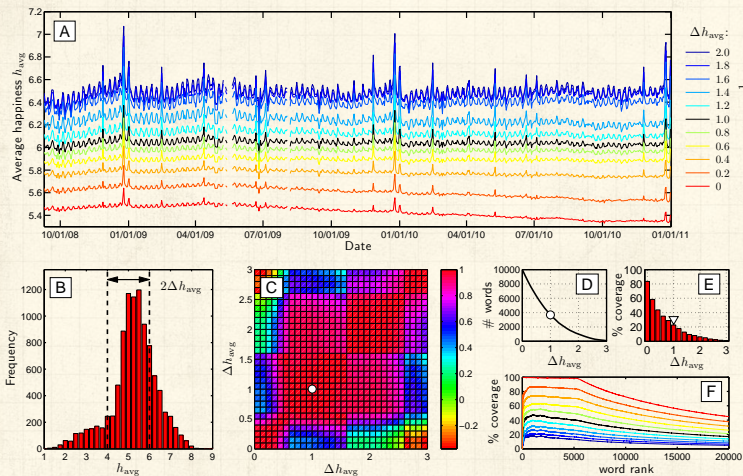 A
Average happiness h_avg
7.2
7
6.8
6.6
6.4
6.2
6
5.8
5.6
5.4
10/01/08
01/01/09
04/01/09
07/01/09
10/01/09
01/01/10
04/01/10
07/01/10
10/01/10
01/01/11
Date
Δh_avg:
2.0
1.8
1.6
1.4
1.2
1.0
0.8
0.6
0.4
0.2
0
B
2Δh_avg
Frequency
1200
1000
800
600
400
200
0
1 2 3 4 5 6 7 8 9
h_avg
C
Δh_avg
3
2.5
2
1.5
1
0.5
0
0 0.5 1 1.5 2 2.5 3
Δh_avg
1
0.8
0.6
0.4
0.2
0
-0.2
D
# words
10000
8000
6000
4000
2000
0
0 1 2 3
Δh_avg
E
% coverage
100
80
60
40
20
0
0 1 2 3
Δh_avg
F
% coverage
100
80
60
40
20
0
0 5000 10000 15000 20000
word rank